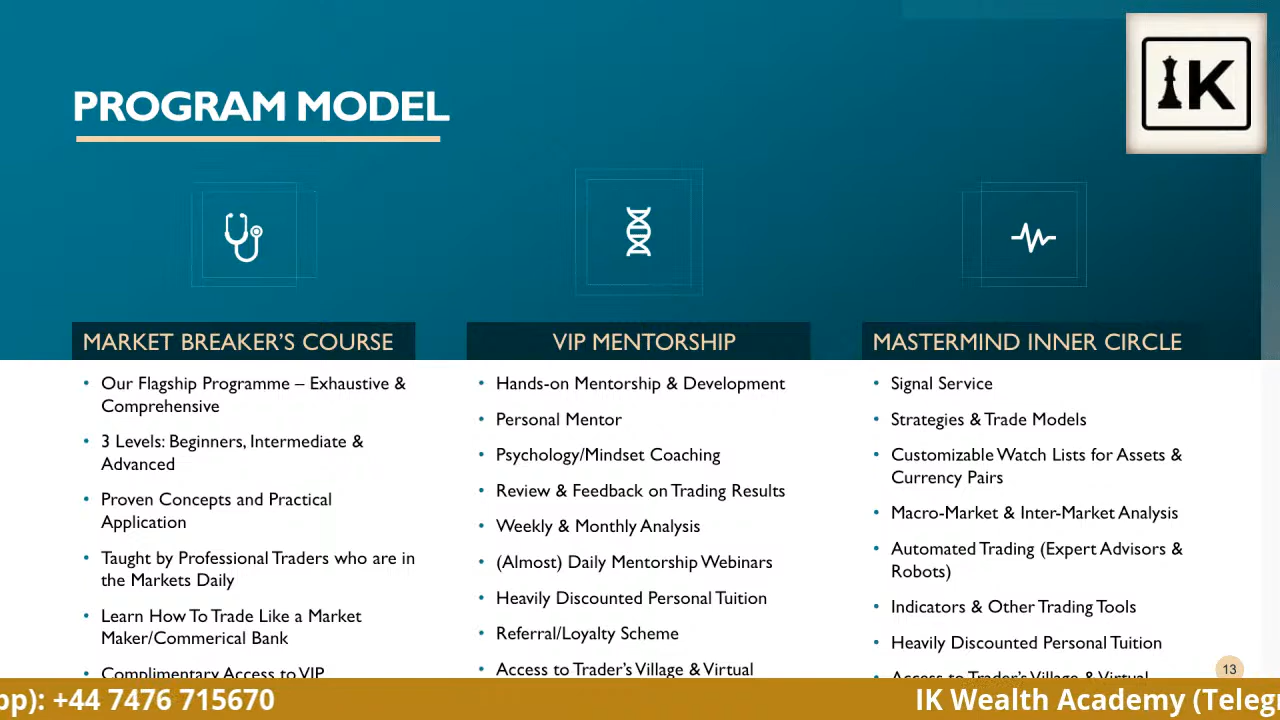 IK
PROGRAM MODEL
MARKET BREAKER'S COURSE
• Our Flagship Programme – Exhaustive &
Comprehensive
• 3 Levels: Beginners, Intermediate &
Advanced
• Proven Concepts and Practical
Application
• Taught by Professional Traders who are in
the Markets Daily
• Learn How To Trade Like a Market
Maker/Commerical Bank
• Complimentary Access to VIP
VIP MENTORSHIP
• Hands-on Mentorship & Development
• Personal Mentor
• Psychology/Mindset Coaching
• Review & Feedback on Trading Results
• Weekly & Monthly Analysis
• (Almost) Daily Mentorship Webinars
• Heavily Discounted Personal Tuition
• Referral/Loyalty Scheme
• Access to Trader's Village & Virtual
MASTERMIND INNER CIRCLE
• Signal Service
• Strategies & Trade Models
• Customizable Watch Lists for Assets &
Currency Pairs
• Macro-Market & Inter-Market Analysis
• Automated Trading (Expert Advisors &
Robots)
• Indicators & Other Trading Tools
• Heavily Discounted Personal Tuition
• Access to Trader's Village & Virtual
13
pp): +44 7476 715670
IK Wealth Academy (Telegr